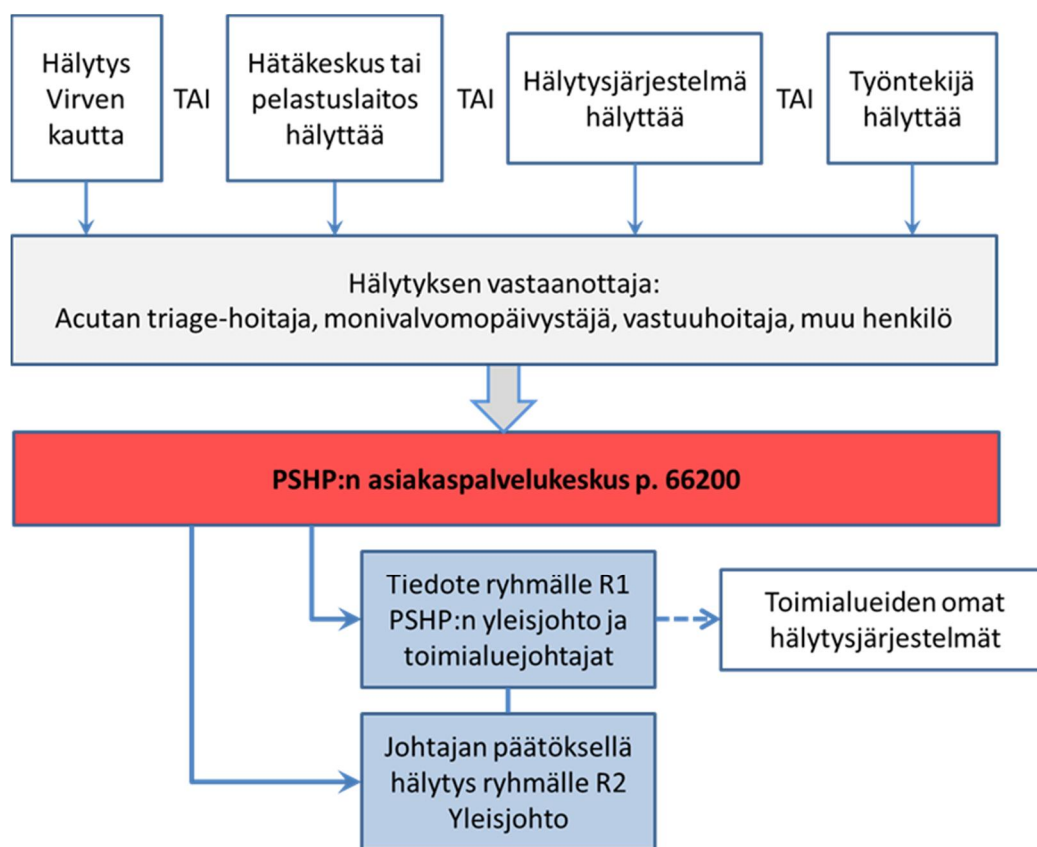 Hälytys
Virven
kautta
TAI
Hätäkeskus tai
pelastuslaitos
hälyttää
TAI
Hälytysjärjestelmä
hälyttää
TAI
Työntekijä
hälyttää
Hälytyksen vastaanottaja:
Acutan triage-hoitaja, monivalvomopäivystäjä, vastuuhoitaja, muu henkilö
PSHP:n asiakaspalvelukeskus p. 66200
Tiedote ryhmälle R1
PSHP:n yleisjohto ja
toimialuejohtajat
Toimialueiden omat
hälytysjärjestelmät
Johtajan päätöksellä
hälytys ryhmälle R2
Yleisjohto